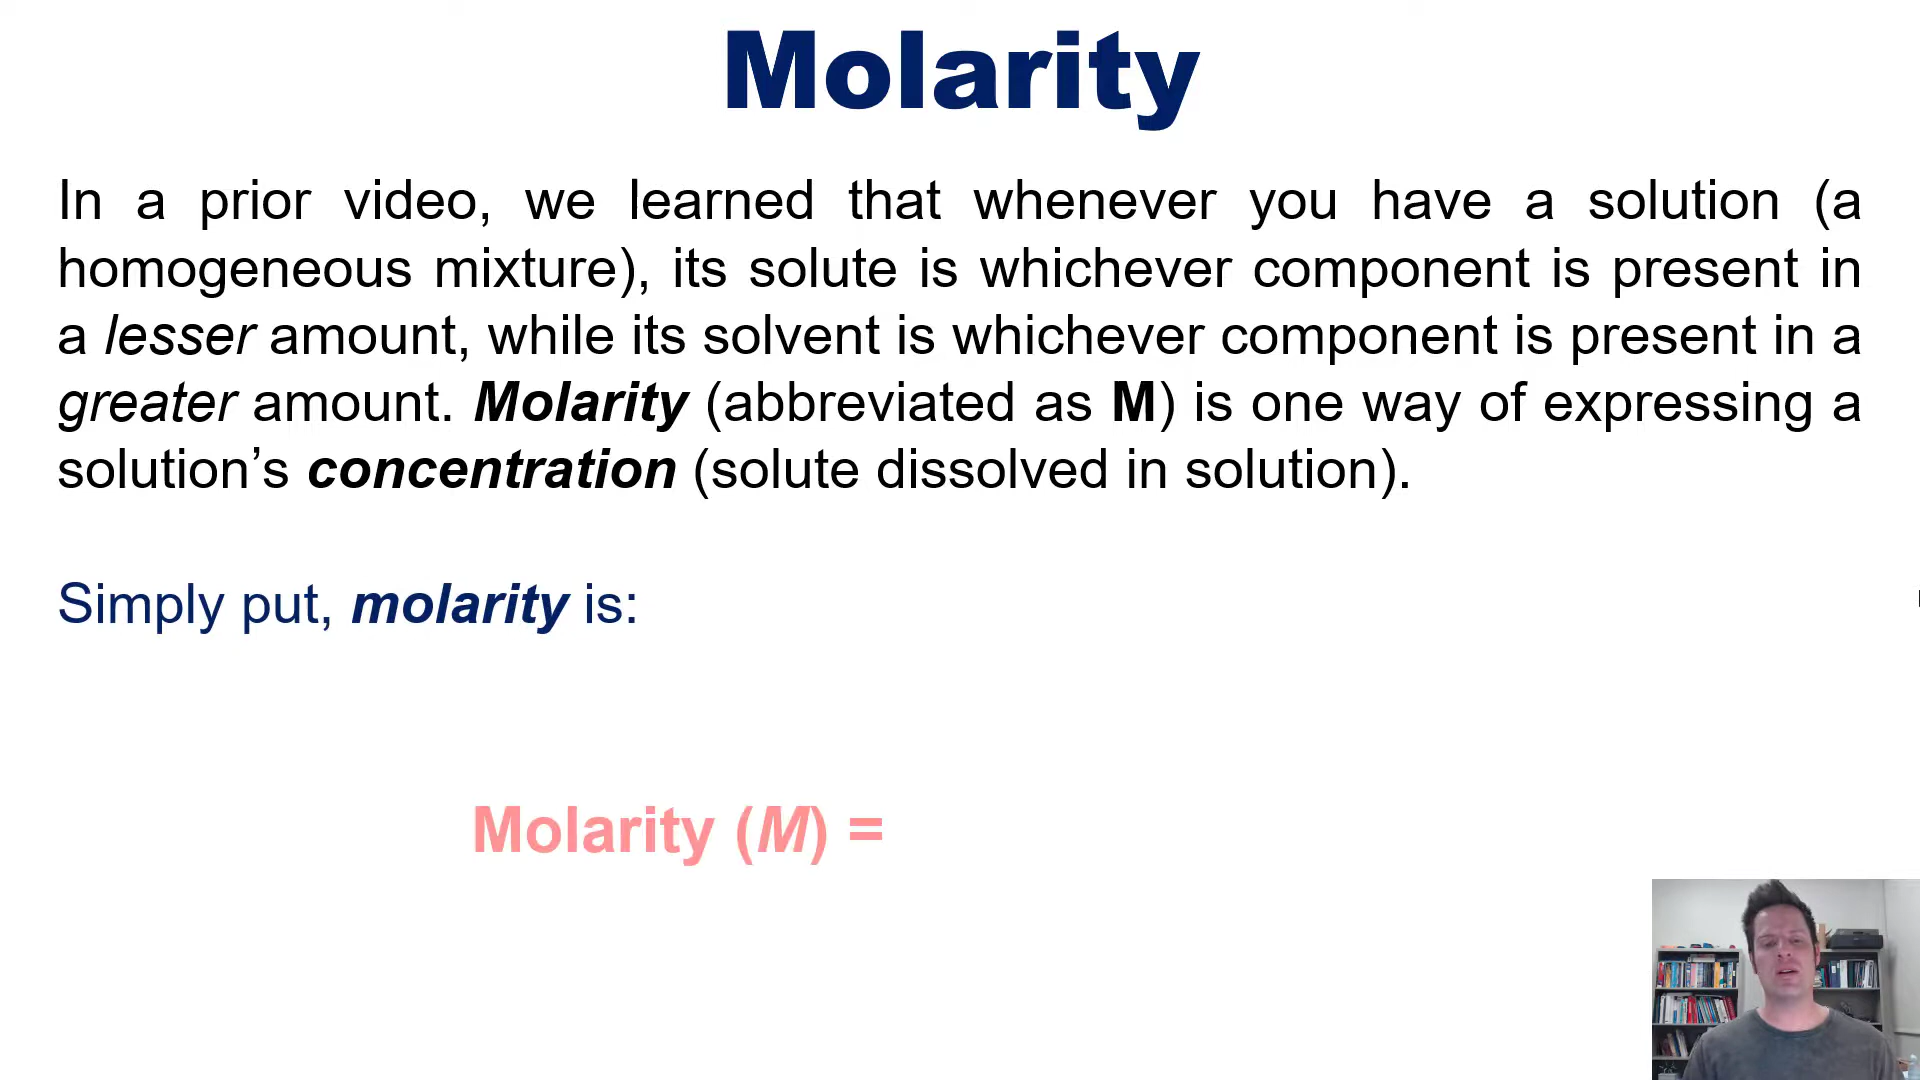 Molarity
In a prior video, we learned that whenever you have a solution (a
homogeneous mixture), its solute is whichever component is present in
a lesser amount, while its solvent is whichever component is present in a
greater amount. Molarity (abbreviated as M) is one way of expressing a
solution’s concentration (solute dissolved in solution).
Simply put, molarity is:
Molarity (M) =